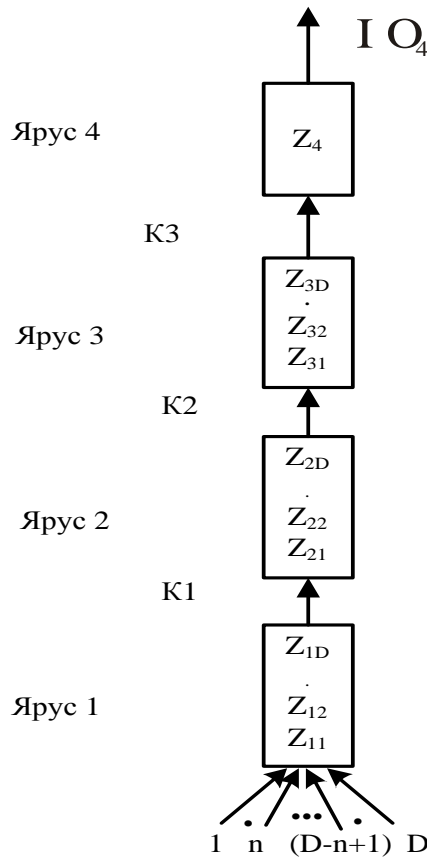 I O₄
Ярус 4
Z₄
К3
Z₃D
.
Ярус 3
Z₃₂
Z₃₁
К2
Z₂D
.
Ярус 2
Z₂₂
Z₂₁
К1
Z₁D
.
Ярус 1
Z₁₂
Z₁₁
1 n ... (D-n+1) D